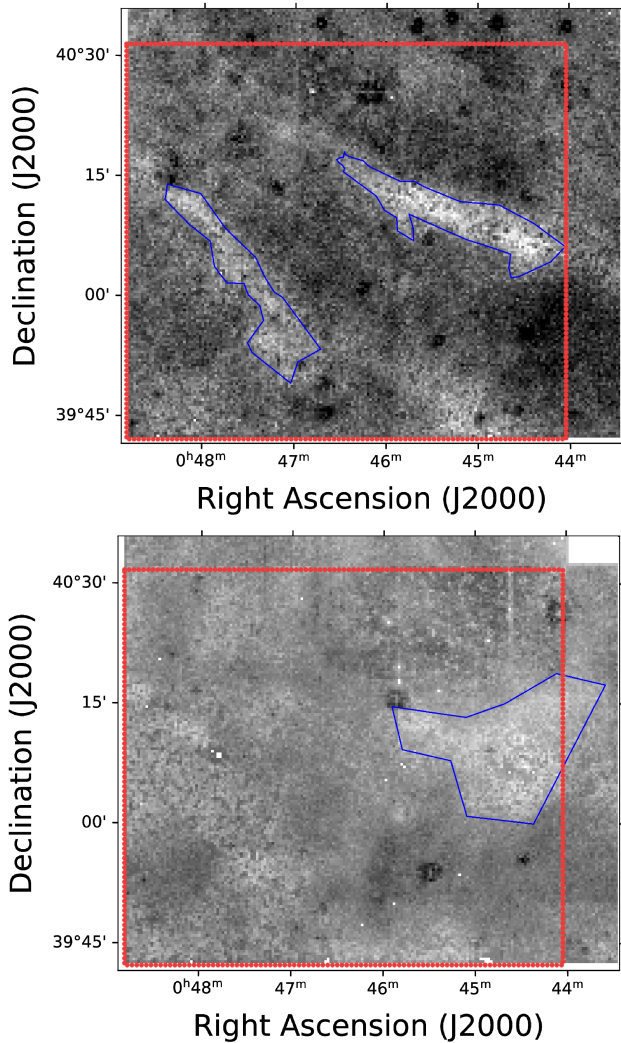 40°30'
15'
00'
39°45'
Declination (J2000)
0ʰ48ᵐ 47ᵐ 46ᵐ 45ᵐ 44ᵐ
Right Ascension (J2000)
40°30'
15'
00'
39°45'
Declination (J2000)
0ʰ48ᵐ 47ᵐ 46ᵐ 45ᵐ 44ᵐ
Right Ascension (J2000)